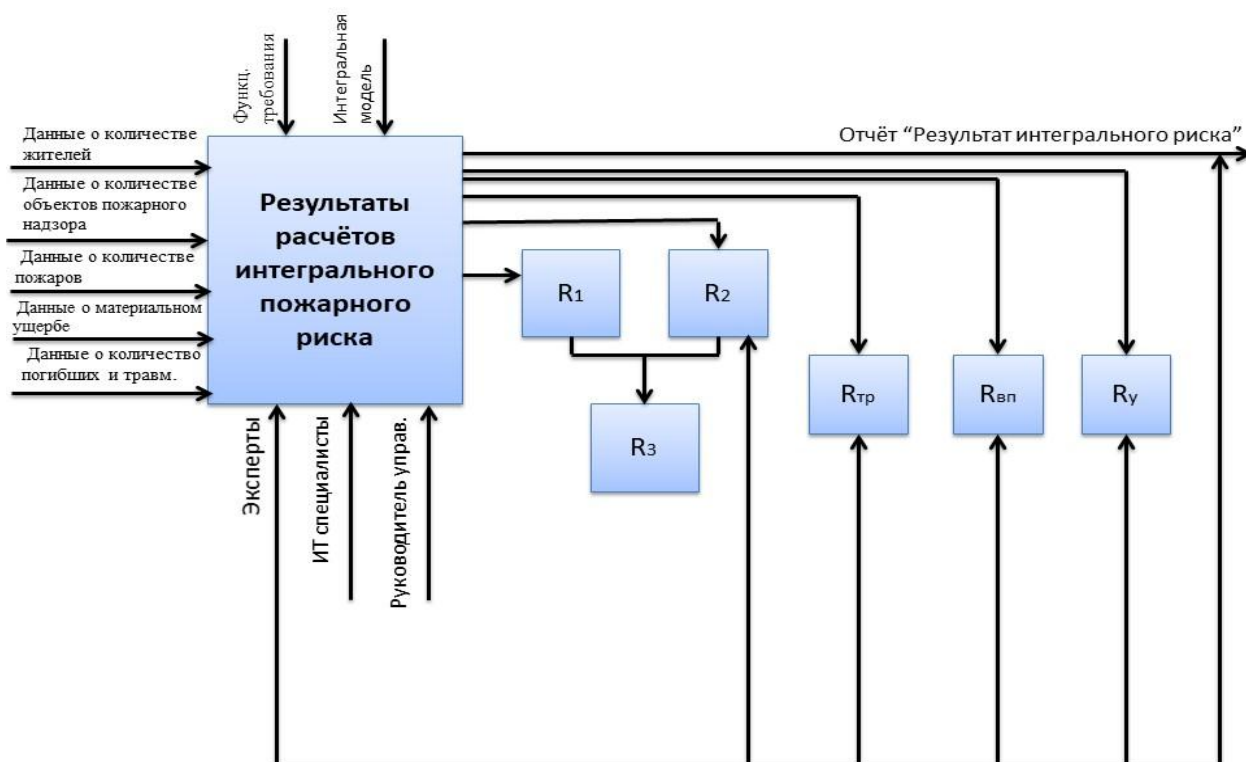 Функц.
требования
Интегральная
модель
Данные о количестве
жителей
Данные о количестве
объектов пожарного
надзора
Данные о количестве
пожаров
Данные о материальном
ущербе
Данные о количество
погибших и травм.
Результаты
расчётов
интегрального
пожарного
риска
Отчёт “Результат интегрального риска”
R1
R2
R3
Rтр
Rвп
Rу
Эксперты
ИТ специалисты
Руководитель управ.